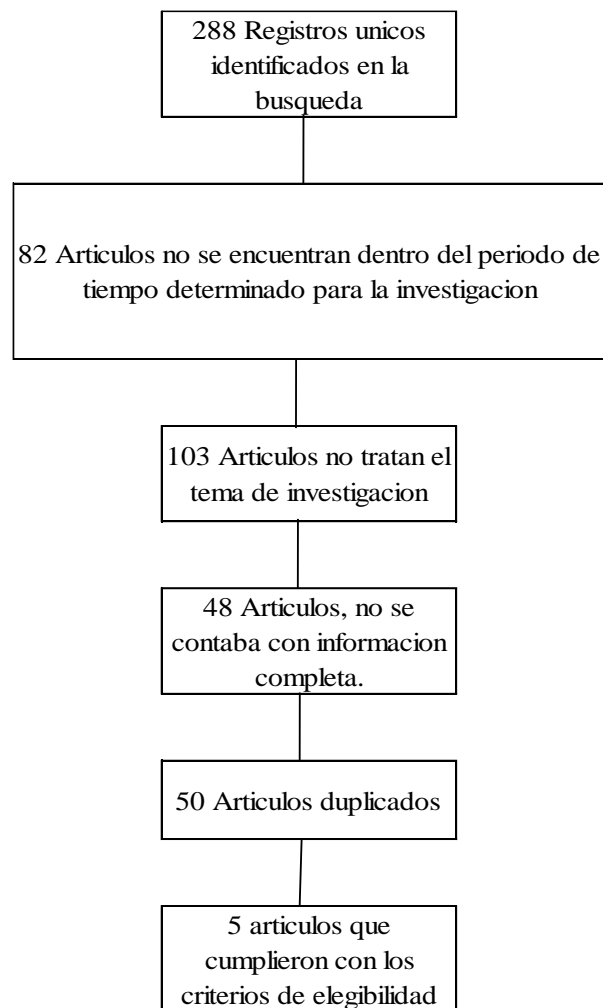 288 Registros unicos
identificados en la
busqueda
82 Articulos no se encuentran dentro del periodo de
tiempo determinado para la investigacion
103 Articulos no tratan el
tema de investigacion
48 Articulos, no se
contaba con informacion
completa.
50 Articulos duplicados
5 articulos que
cumplieron con los
criterios de elegibilidad